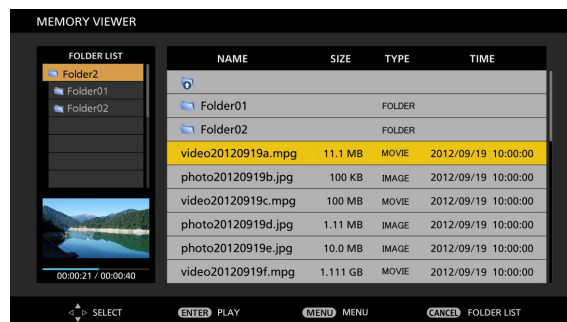 MEMORY VIEWER
FOLDER LIST
Folder2
Folder01
Folder02
00:00:21 / 00:00:40
NAME SIZE TYPE TIME
Folder01 FOLDER
Folder02 FOLDER
video20120919a.mpg 11.1 MB MOVIE 2012/09/19 10:00:00
photo20120919b.jpg 100 KB IMAGE 2012/09/19 10:00:00
video20120919c.mpg 100 MB MOVIE 2012/09/19 10:00:00
photo20120919d.jpg 1.11 MB IMAGE 2012/09/19 10:00:00
photo20120919e.jpg 10.0 MB IMAGE 2012/09/19 10:00:00
video20120919f.mpg 1.111 GB MOVIE 2012/09/19 10:00:00
SELECT ENTER PLAY MENU MENU CANCEL FOLDER LIST